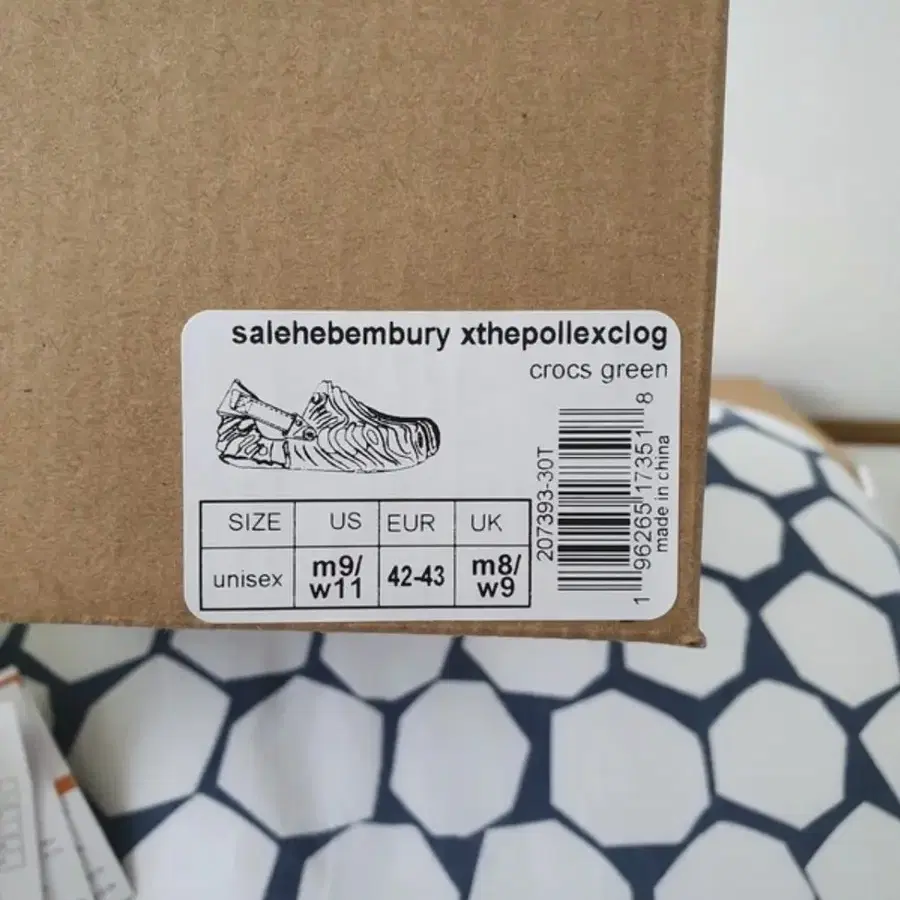 salehebembury xthepollexclog
crocs green
SIZE US EUR UK
unisex m9/w11 42-43 m8/w9
207393-30T
1 96265 17351 8
made in china